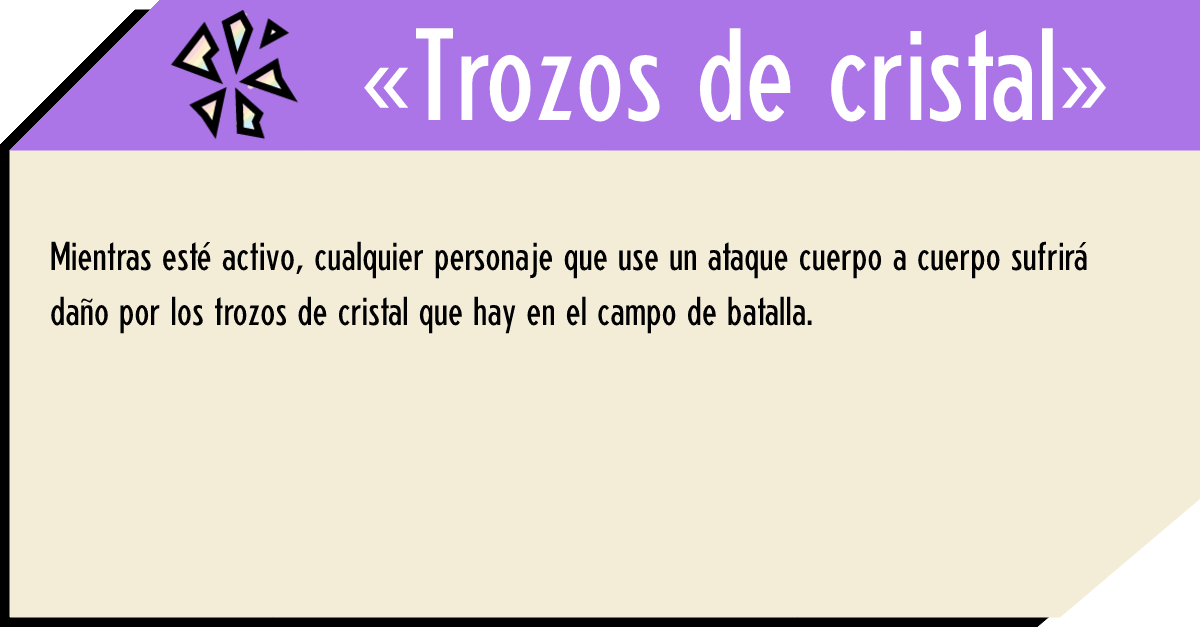 «Trozos de cristal»
Mientras esté activo, cualquier personaje que use un ataque cuerpo a cuerpo sufrirá
daño por los trozos de cristal que hay en el campo de batalla.